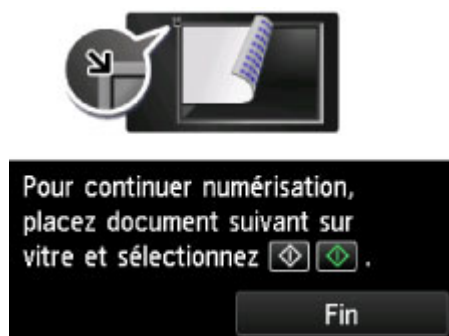 Pour continuer numérisation,
placez document suivant sur
vitre et sélectionnez .
Fin